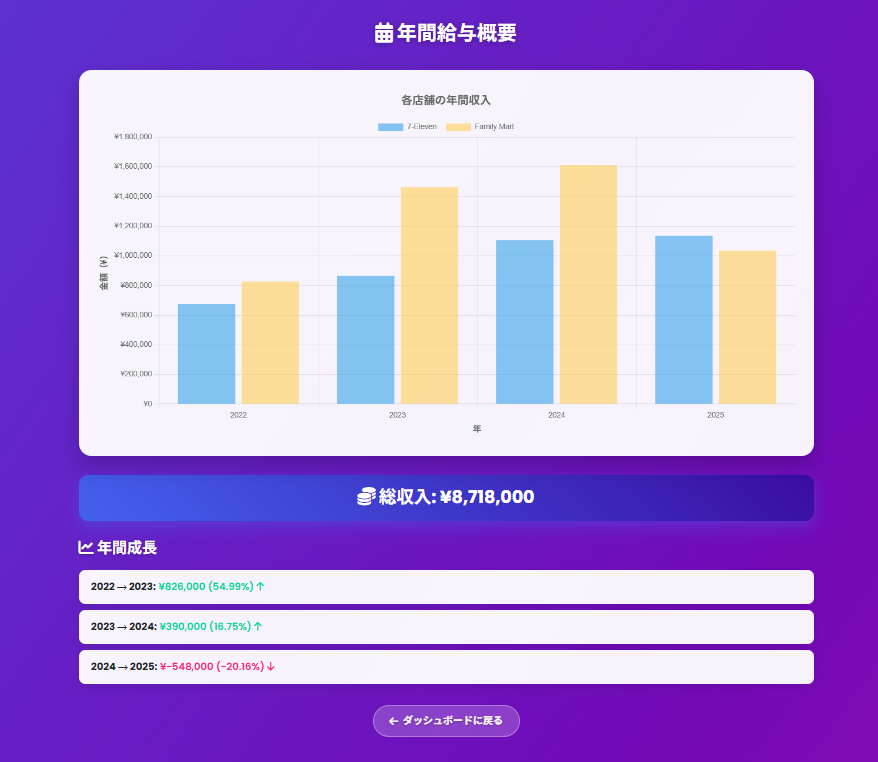 年間給与概要
各店舗の年間収入
7-Eleven Family Mart
¥1,800,000
¥1,600,000
¥1,400,000
¥1,200,000
¥1,000,000
¥800,000
¥600,000
¥400,000
¥200,000
¥0
金額 (¥)
2022 2023 2024 2025
年
総収入: ¥8,718,000
年間成長
2022→2023: ¥826,000 (54.99%) ↑
2023→2024: ¥390,000 (16.75%) ↑
2024→2025: ¥-548,000 (-20.16%) ↓
← ダッシュボードに戻る